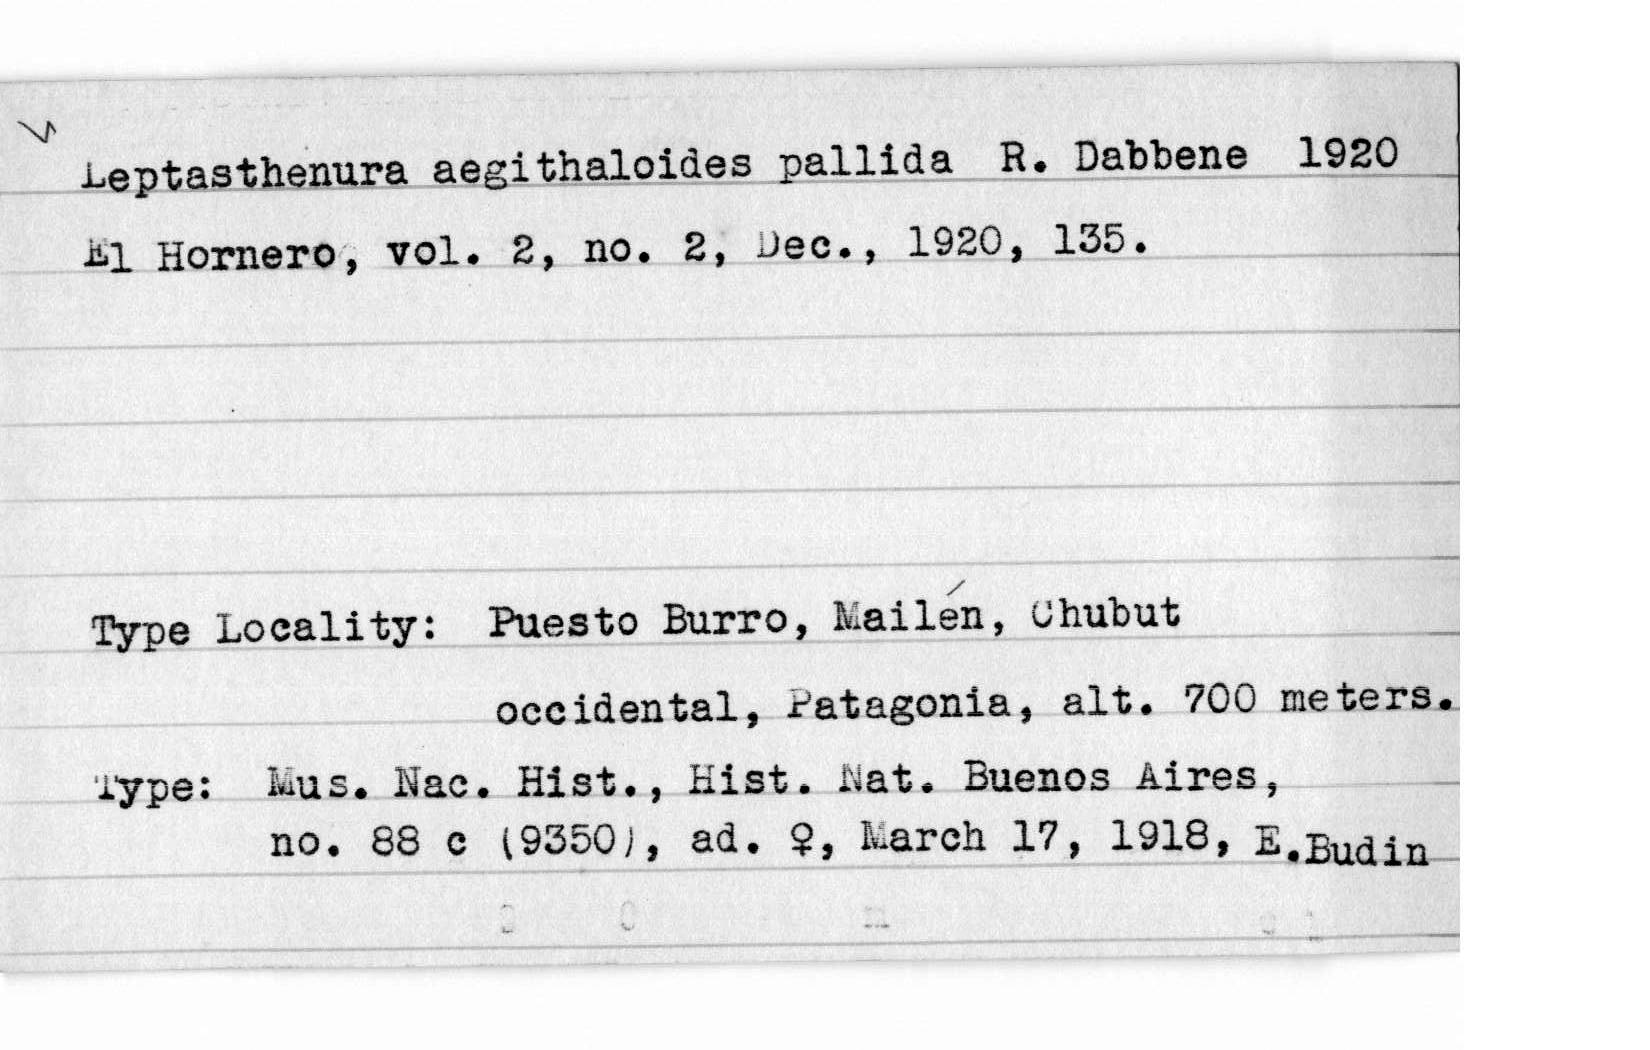 Leptasthenura aegithaloides pallida R. Dabbene 1920
El Hornero, vol. 2, no. 2, Dec., 1920, 135.
Type Locality: Puesto Burro, Mailén, Chubut
occidental, Patagonia, alt. 700 meters.
Type: Mus. Nac. Hist., Hist. Nat. Buenos Aires,
no. 88 c (9350), ad. ♀, March 17, 1918, E.Budin